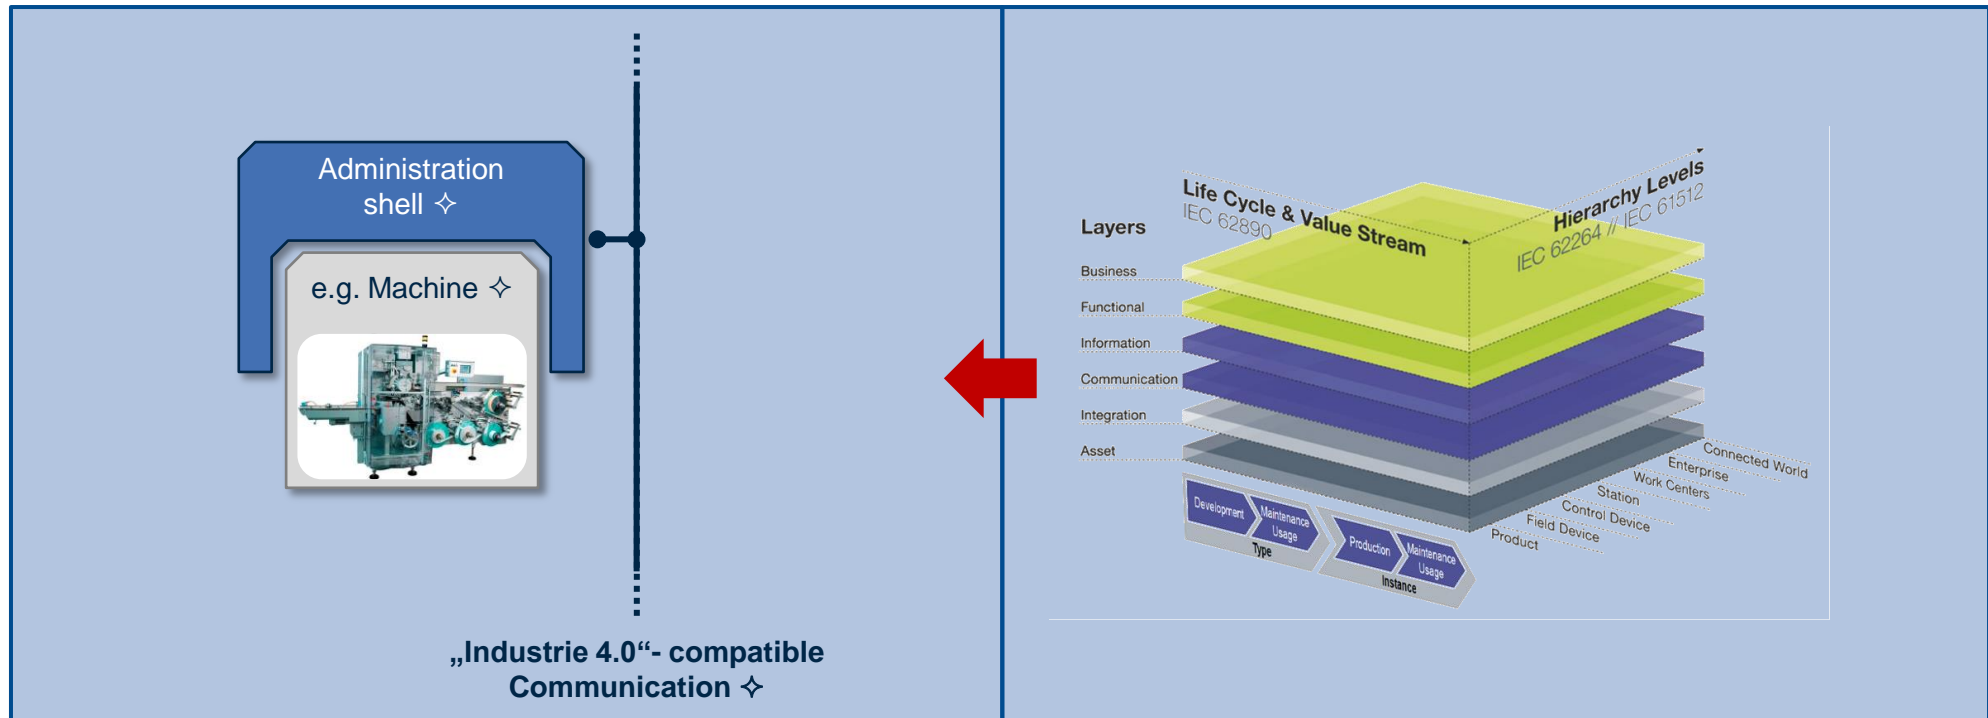 Administration
shell ✧
e.g. Machine ✧
„Industrie 4.0“- compatible
Communication ✧
Life Cycle & Value Stream
IEC 62890
Hierarchy Levels
IEC 62264 // IEC 61512
Layers
Business
Functional
Information
Communication
Integration
Asset
Development
Maintenance
Usage
Type
Production
Maintenance
Usage
Instance
Connected World
Enterprise
Work Centers
Station
Control Device
Field Device
Product